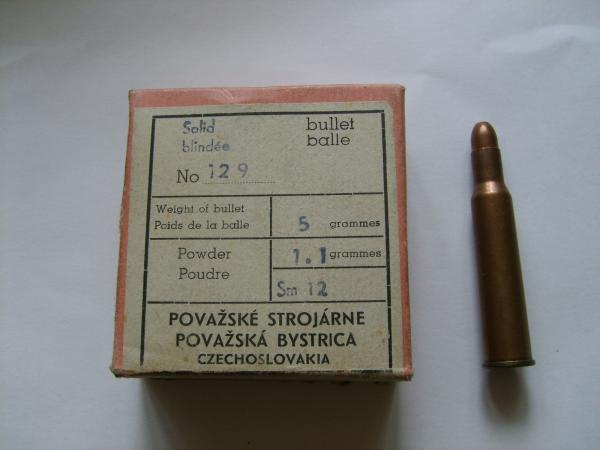 Solid bullet
blindée balle
No 129
Weight of bullet
Poids de la balle
5 grammes
Powder
Poudre
1.1 grammes
Sm 12
POVAŽSKÉ STROJÁRNE
POVAŽSKÁ BYSTRICA
CZECHOSLOVAKIA